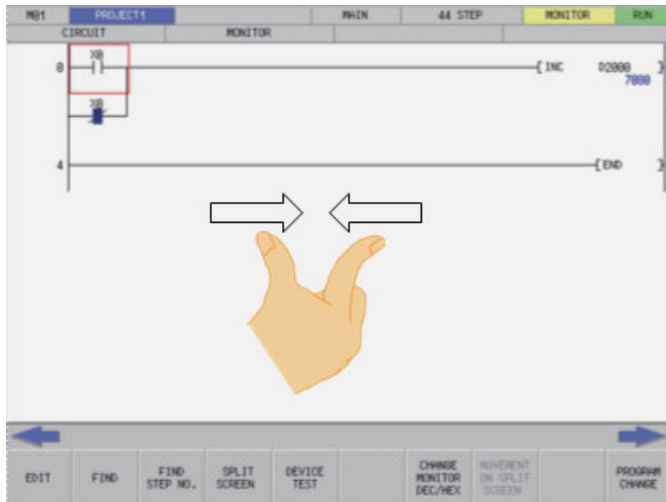 M01 PROJECT1 MAIN 44 STEP MONITOR RUN
CIRCUIT MONITOR
X0
0 [ INC D2000 ]
7000
X0
4 [ END ]
EDIT FIND FIND STEP NO. SPLIT SCREEN DEVICE TEST CHANGE MONITOR DEC/HEX MOVEMENT ON SPLIT SCREEN PROGRAM CHANGE